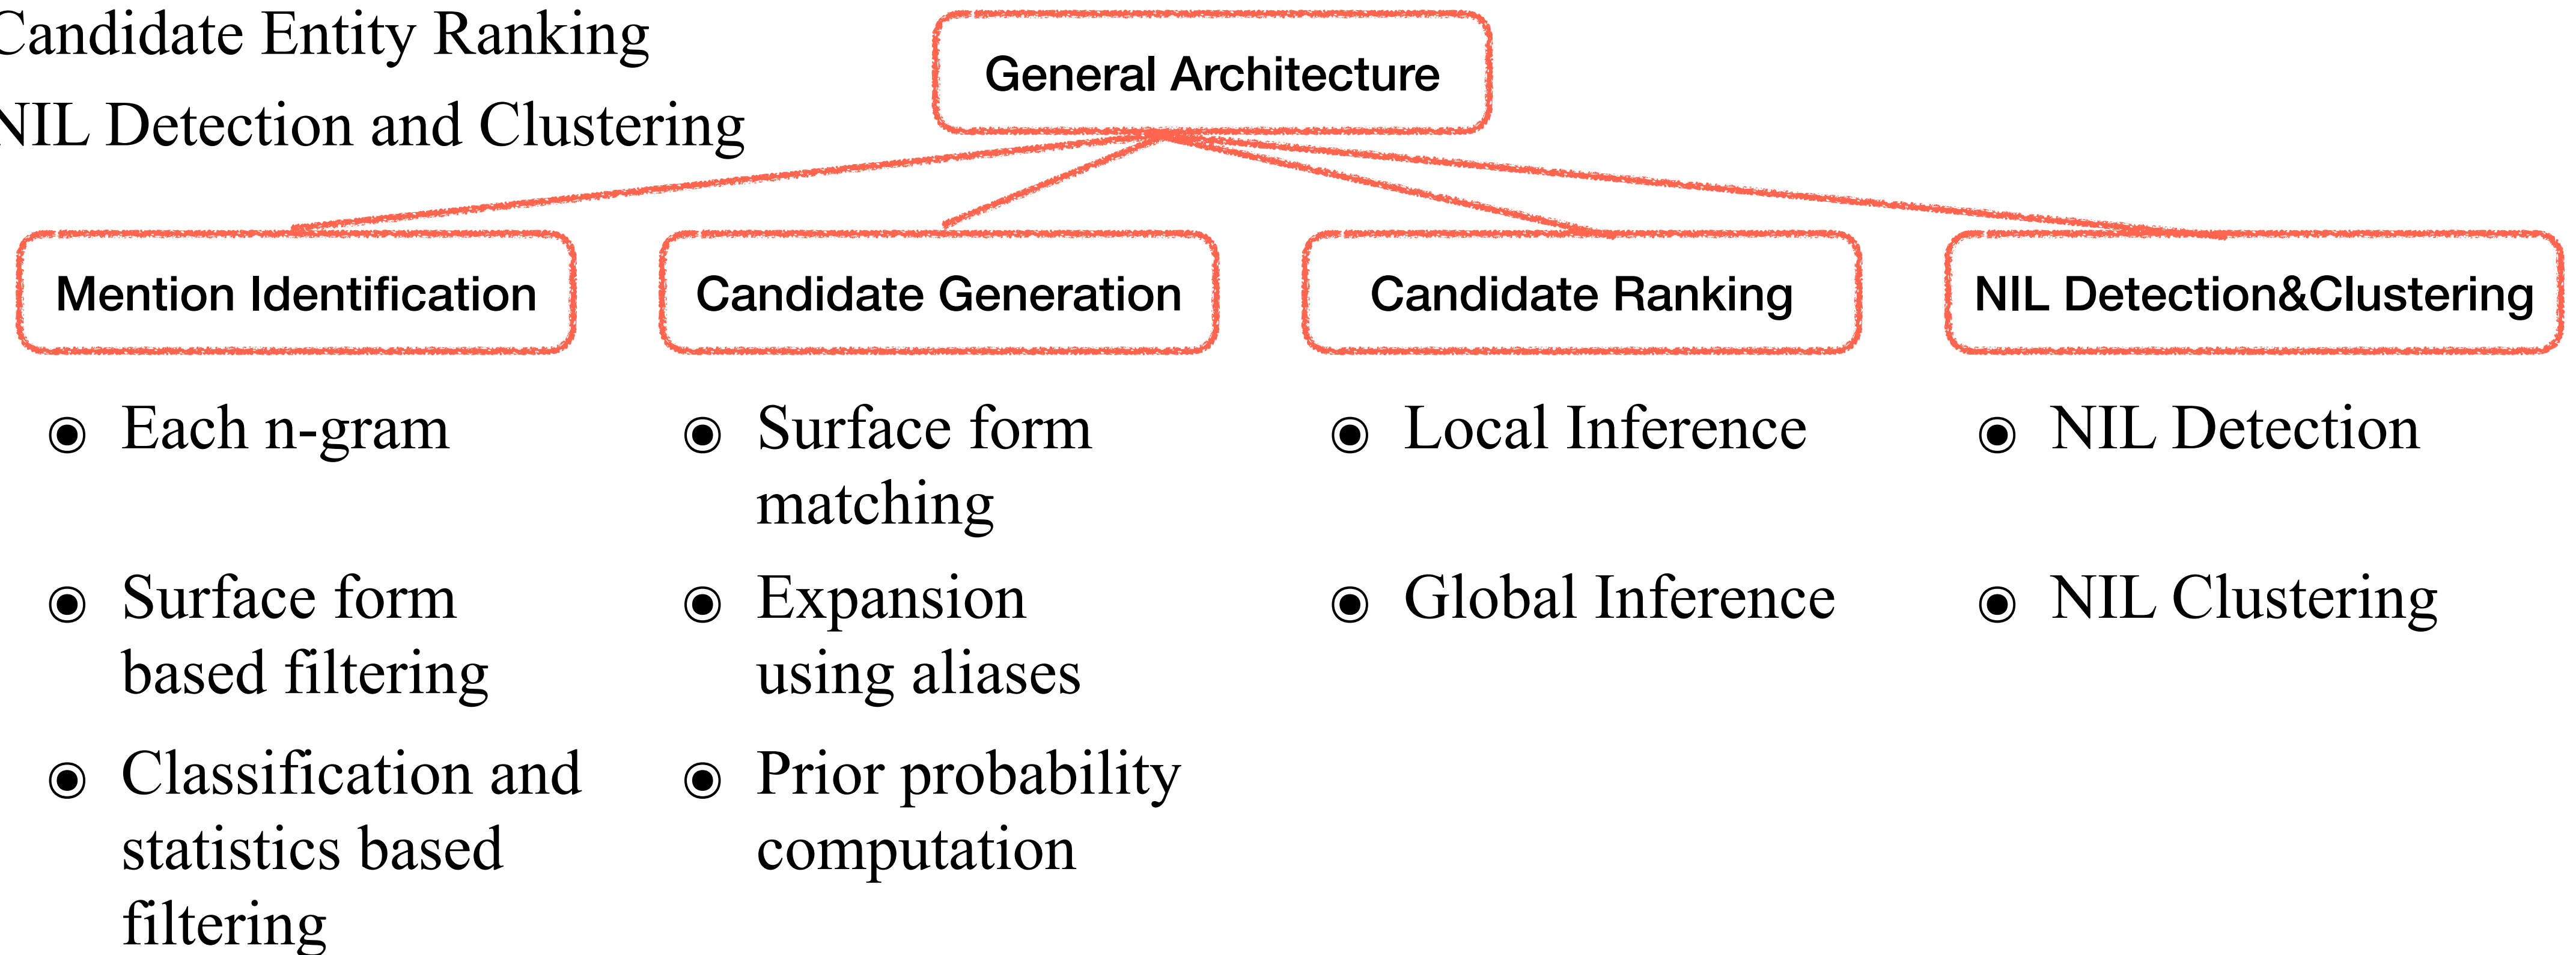 Candidate Entity Ranking
NIL Detection and Clustering
General Architecture
Mention Identification
Candidate Generation
Candidate Ranking
NIL Detection&Clustering
◉ Each n-gram
◉ Surface form
based filtering
◉ Classification and
statistics based
filtering
◉ Surface form
matching
◉ Expansion
using aliases
◉ Prior probability
computation
◉ Local Inference
◉ Global Inference
◉ NIL Detection
◉ NIL Clustering